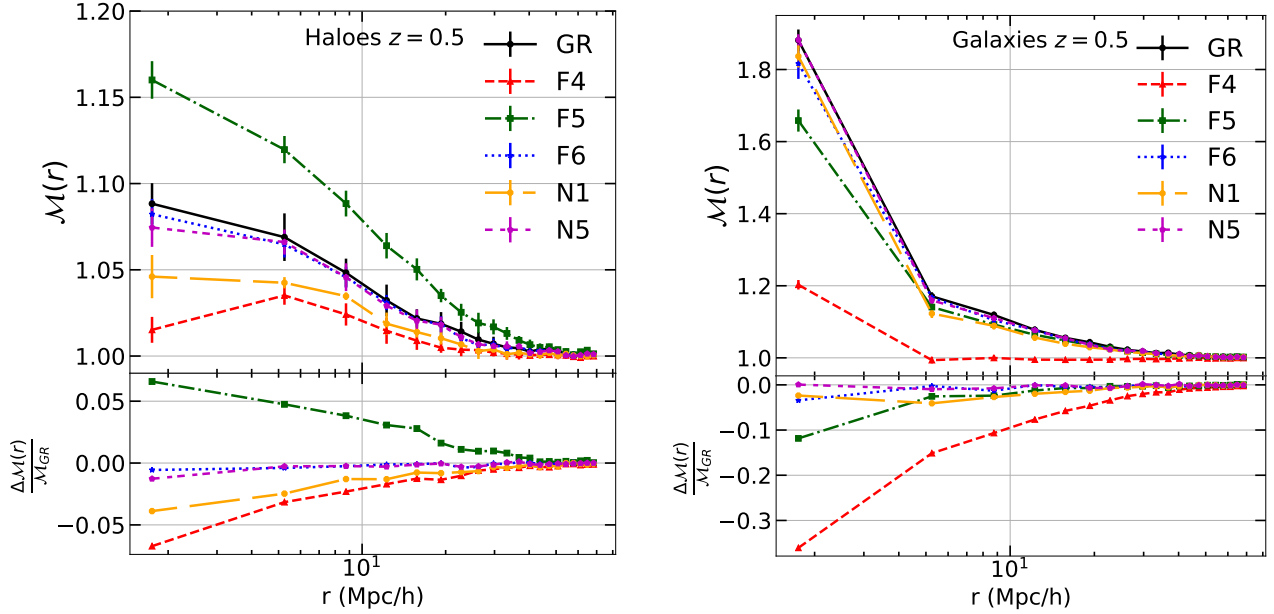 Haloes z = 0.5
GR
F4
F5
F6
N1
N5
1.20
1.15
1.10
1.05
1.00
ℳ(r)
0.05
0.00
−0.05
Δℳ(r)
ℳGR
10¹
r (Mpc/h)
Galaxies z = 0.5
GR
F4
F5
F6
N1
N5
1.8
1.6
1.4
1.2
1.0
ℳ(r)
0.0
−0.1
−0.2
−0.3
Δℳ(r)
ℳGR
10¹
r (Mpc/h)